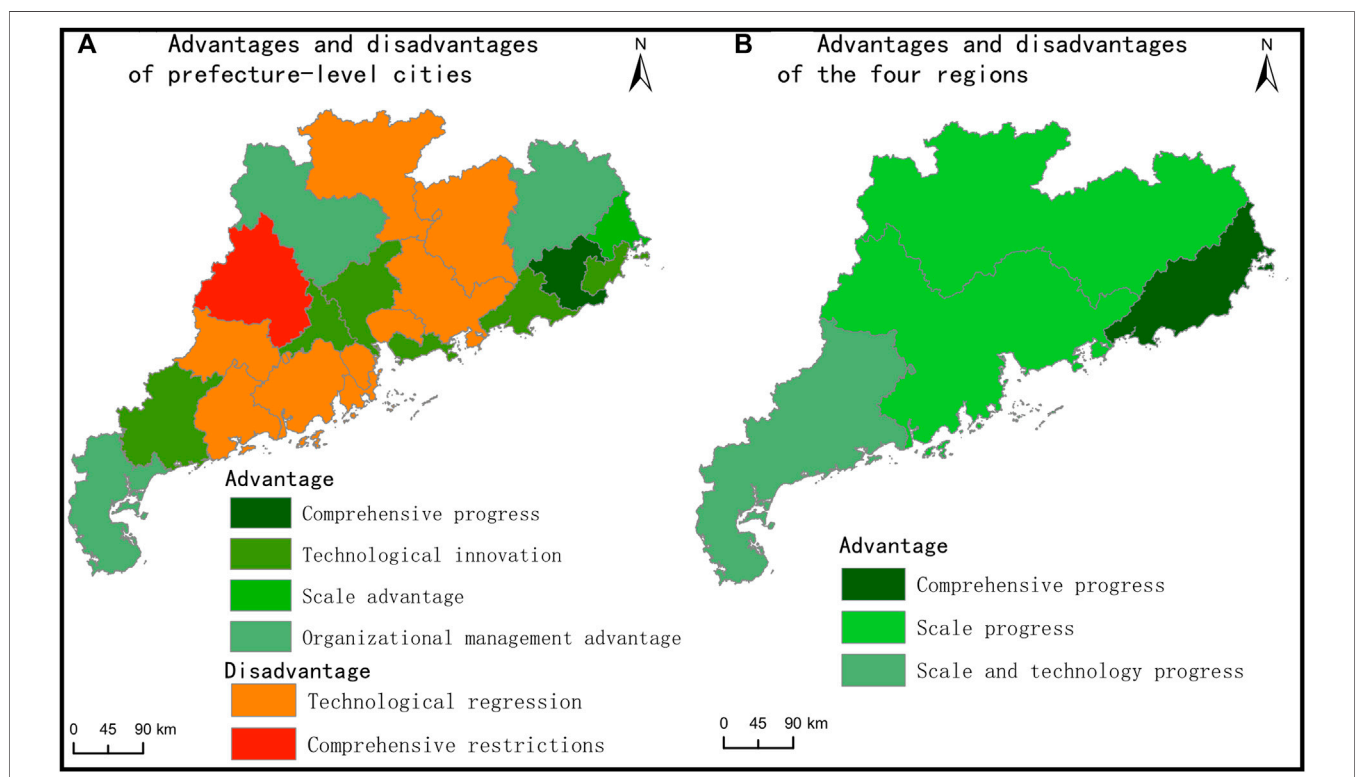 A Advantages and disadvantages
of prefecture-level cities
N
Advantage
Comprehensive progress
Technological innovation
Scale advantage
Organizational management advantage
Disadvantage
Technological regression
Comprehensive restrictions
0 45 90 km
B Advantages and disadvantages
of the four regions
N
Advantage
Comprehensive progress
Scale progress
Scale and technology progress
0 45 90 km